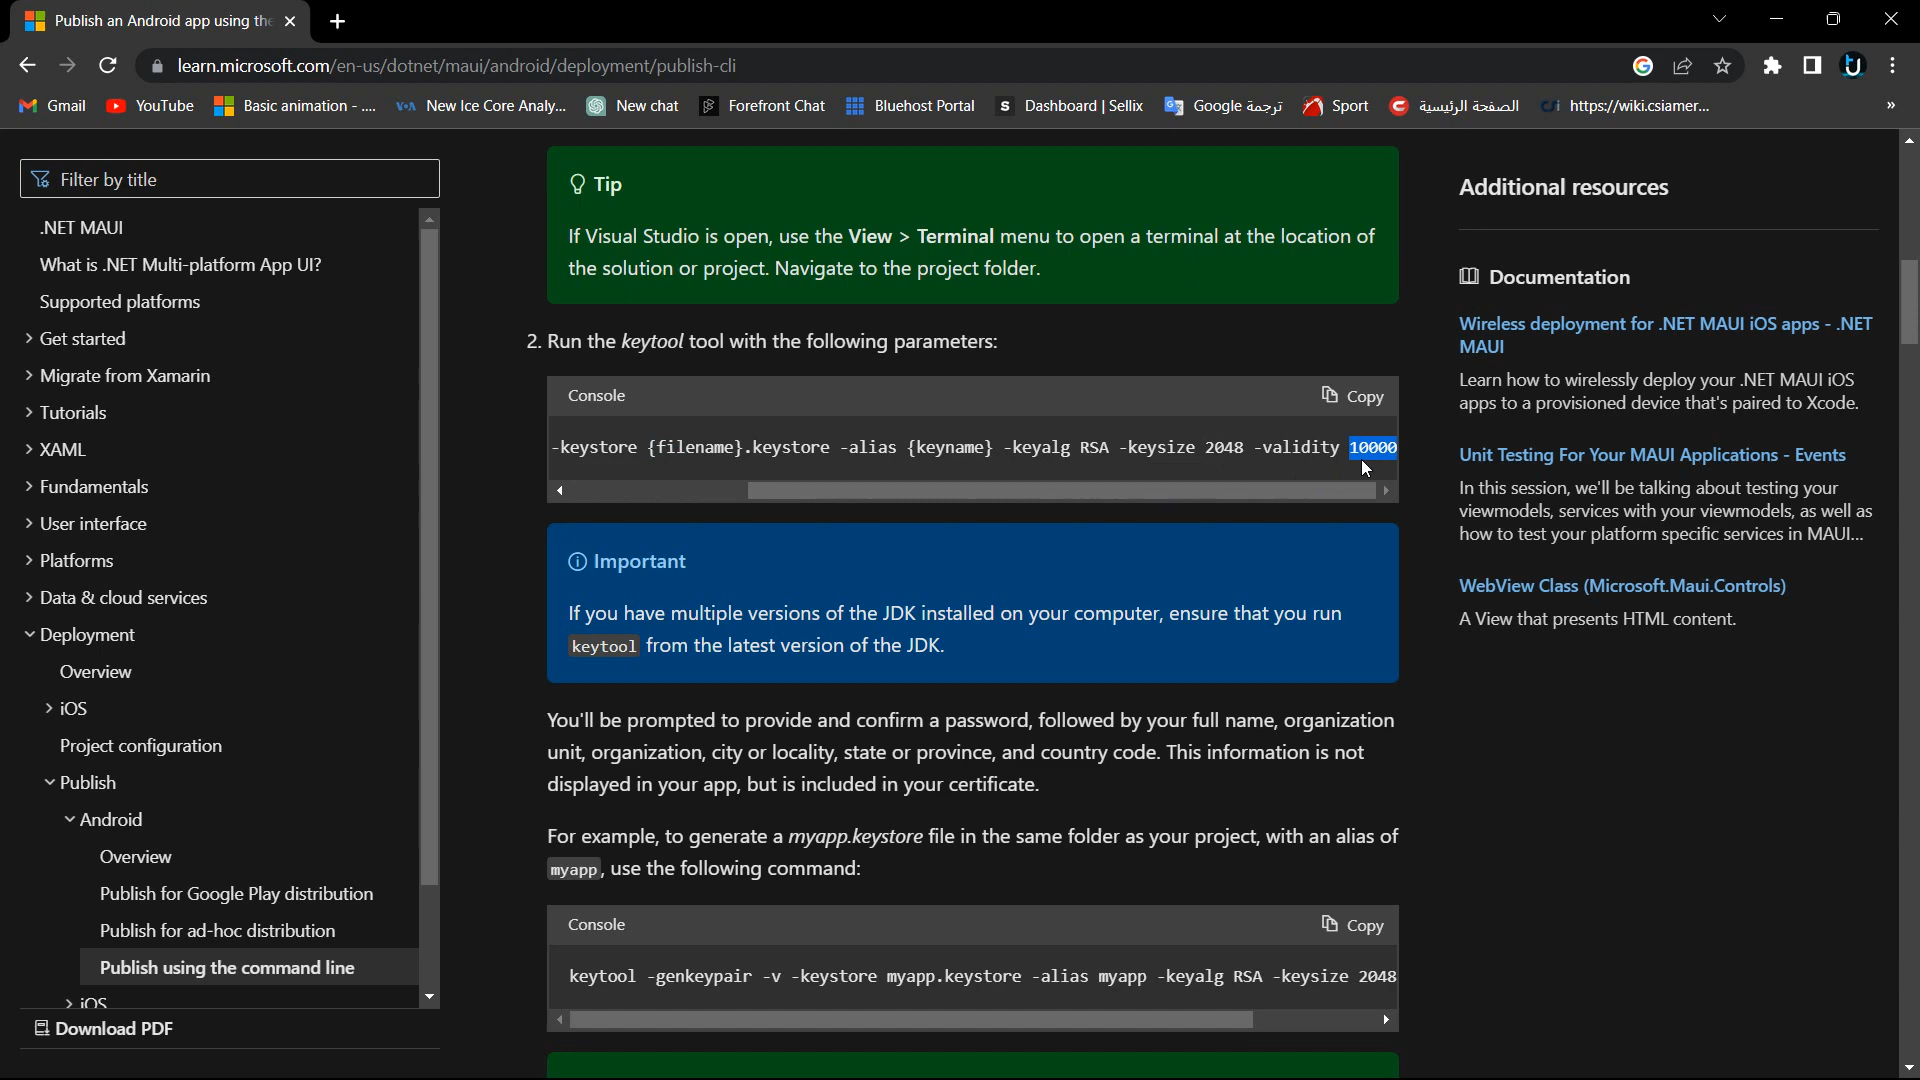 Publish an Android app using the
learn.microsoft.com/en-us/dotnet/maui/android/deployment/publish-cli
Gmail YouTube Basic animation - .... New Ice Core Analy... New chat Forefront Chat Bluehost Portal Dashboard | Sellix ترجمة Google Sport الصفحة الرئيسية https://wiki.csiamer... »
Filter by title
.NET MAUI
What is .NET Multi-platform App UI?
Supported platforms
Get started
Migrate from Xamarin
Tutorials
XAML
Fundamentals
User interface
Platforms
Data & cloud services
Deployment
Overview
iOS
Project configuration
Publish
Android
Overview
Publish for Google Play distribution
Publish for ad-hoc distribution
Publish using the command line
iOS
Download PDF
Tip
If Visual Studio is open, use the View > Terminal menu to open a terminal at the location of
the solution or project. Navigate to the project folder.
2. Run the keytool tool with the following parameters:
Console
Copy
-keystore {filename}.keystore -alias {keyname} -keyalg RSA -keysize 2048 -validity 10000
Important
If you have multiple versions of the JDK installed on your computer, ensure that you run
keytool from the latest version of the JDK.
You'll be prompted to provide and confirm a password, followed by your full name, organization
unit, organization, city or locality, state or province, and country code. This information is not
displayed in your app, but is included in your certificate.
For example, to generate a myapp.keystore file in the same folder as your project, with an alias of
myapp, use the following command:
Console
Copy
keytool -genkeypair -v -keystore myapp.keystore -alias myapp -keyalg RSA -keysize 2048
Additional resources
Documentation
Wireless deployment for .NET MAUI iOS apps - .NET
MAUI
Learn how to wirelessly deploy your .NET MAUI iOS
apps to a provisioned device that's paired to Xcode.
Unit Testing For Your MAUI Applications - Events
In this session, we'll be talking about testing your
viewmodels, services with your viewmodels, as well as
how to test your platform specific services in MAUI...
WebView Class (Microsoft.Maui.Controls)
A View that presents HTML content.